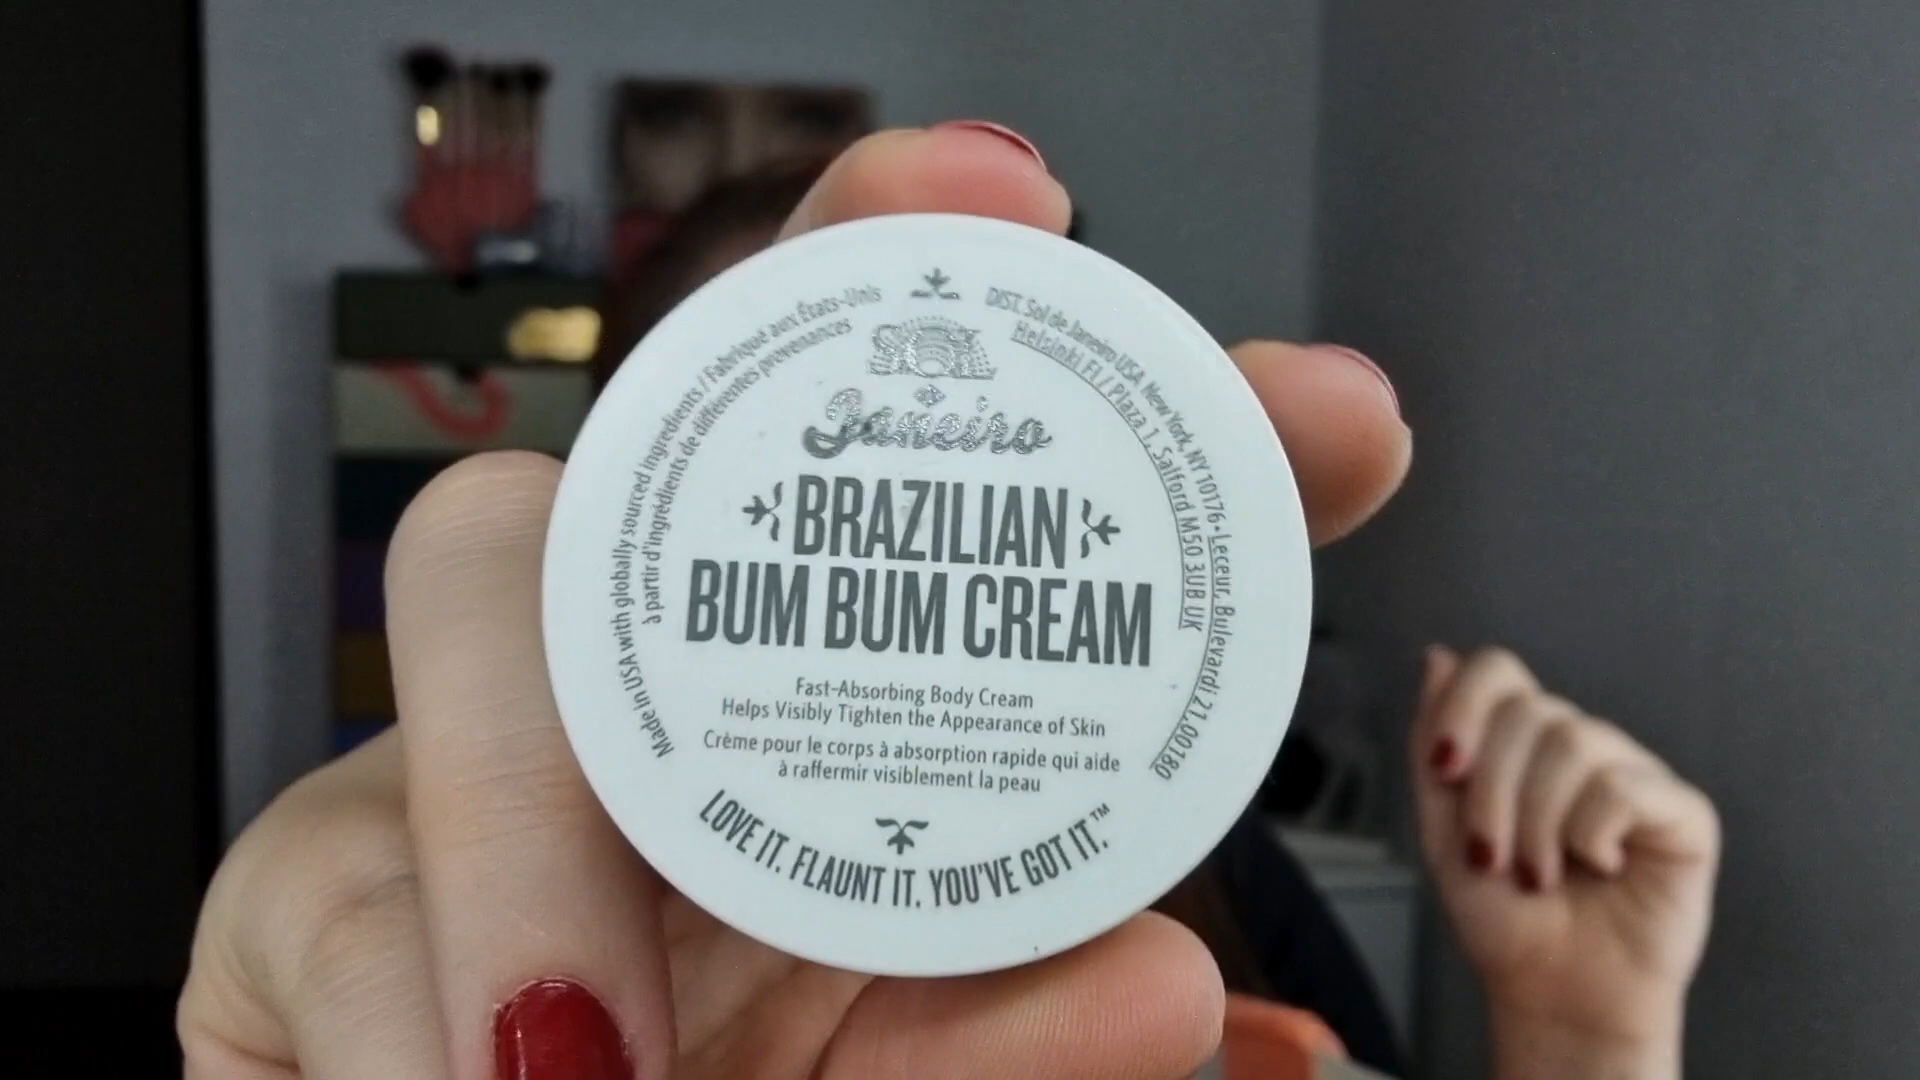 SOL
de
Janeiro
BRAZILIAN
BUM BUM CREAM
Fast-Absorbing Body Cream
Helps Visibly Tighten the Appearance of Skin
Crème pour le corps à absorption rapide qui aide
à raffermir visiblement la peau
LOVE IT. FLAUNT IT. YOU'VE GOT IT.™
Made in USA with globally sourced ingredients / Fabriqué aux États-Unis
à partir d'ingrédients de différentes provenances
DIST. Sol de Janeiro USA New York, NY 10176 • Leceur, Bulevardi 21,00180
Helsinki FI / Plaza 1, Salford M50 3UB UK